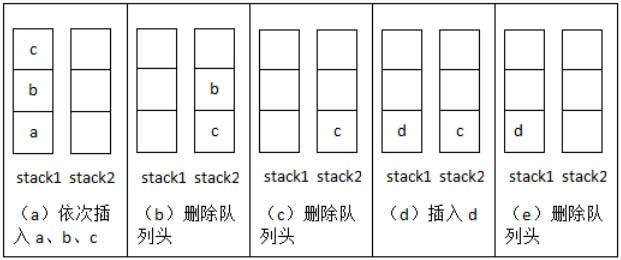 c
b
a
stack1 stack2
（a）依次插
入 a、b、c
b
c
stack1 stack2
（b）删除队
列头
c
stack1 stack2
（c）删除队
列头
d c
stack1 stack2
（d）插入 d
d
stack1 stack2
（e）删除队
列头